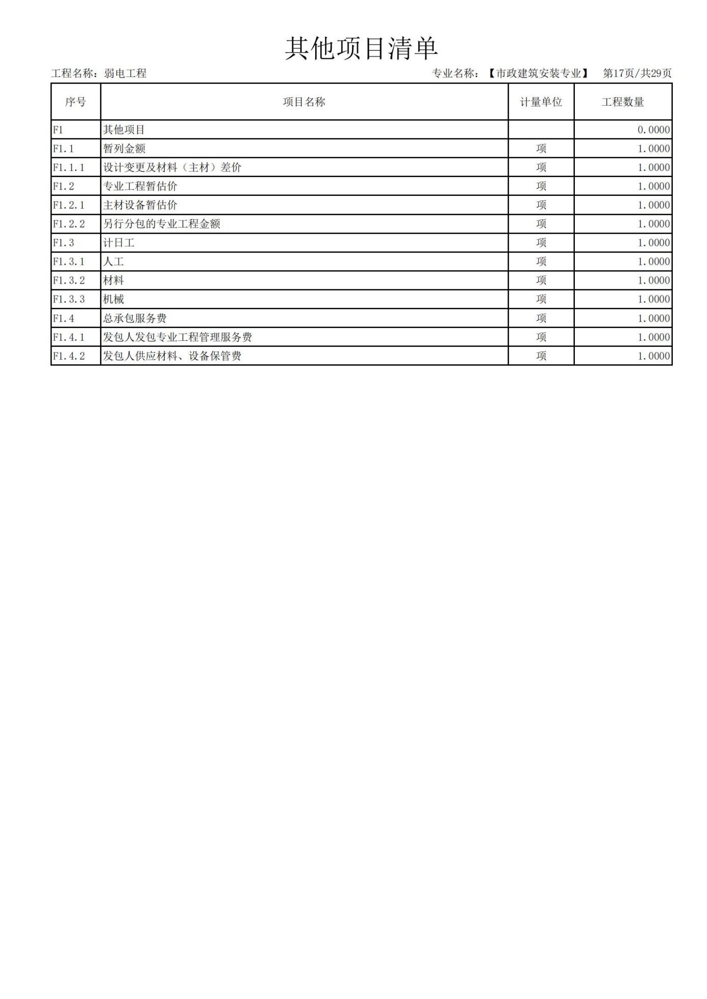 其他项目清单
工程名称：弱电工程 专业名称：【市政建筑安装专业】 第17页/共29页
序号 项目名称 计量单位 工程数量
F1 其他项目 0.0000
F1.1 暂列金额 项 1.0000
F1.1.1 设计变更及材料（主材）差价 项 1.0000
F1.2 专业工程暂估价 项 1.0000
F1.2.1 主材设备暂估价 项 1.0000
F1.2.2 另行分包的专业工程金额 项 1.0000
F1.3 计日工 项 1.0000
F1.3.1 人工 项 1.0000
F1.3.2 材料 项 1.0000
F1.3.3 机械 项 1.0000
F1.4 总承包服务费 项 1.0000
F1.4.1 发包人发包专业工程管理服务费 项 1.0000
F1.4.2 发包人供应材料、设备保管费 项 1.0000